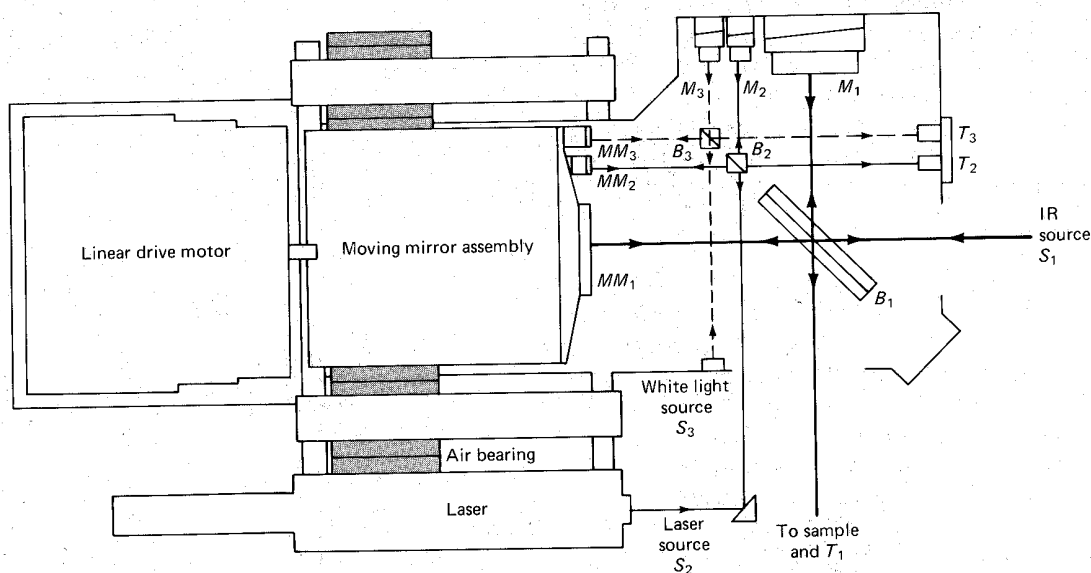 M3
M2
M1
MM3
B3
B2
T3
MM2
T2
Linear drive motor
Moving mirror assembly
IR
source
S1
MM1
B1
White light
source
S3
Air bearing
Laser
Laser
source
S2
To sample
and T1